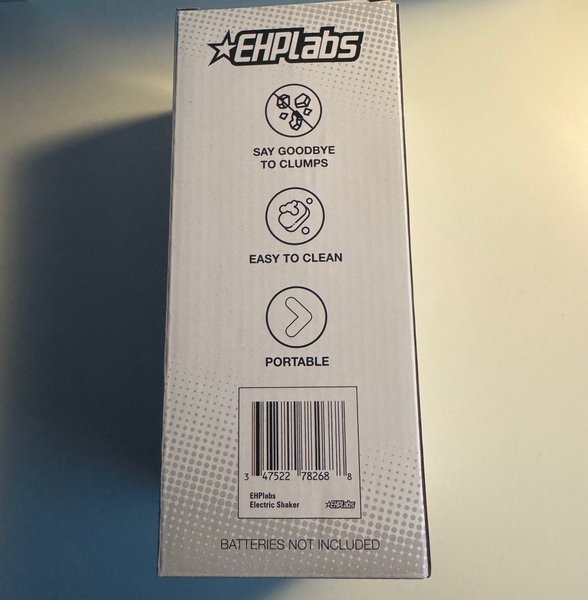 EHPlabs
SAY GOODBYE
TO CLUMPS
EASY TO CLEAN
PORTABLE
3 47522 78268 8
EHPlabs
Electric Shaker
EHPlabs
BATTERIES NOT INCLUDED